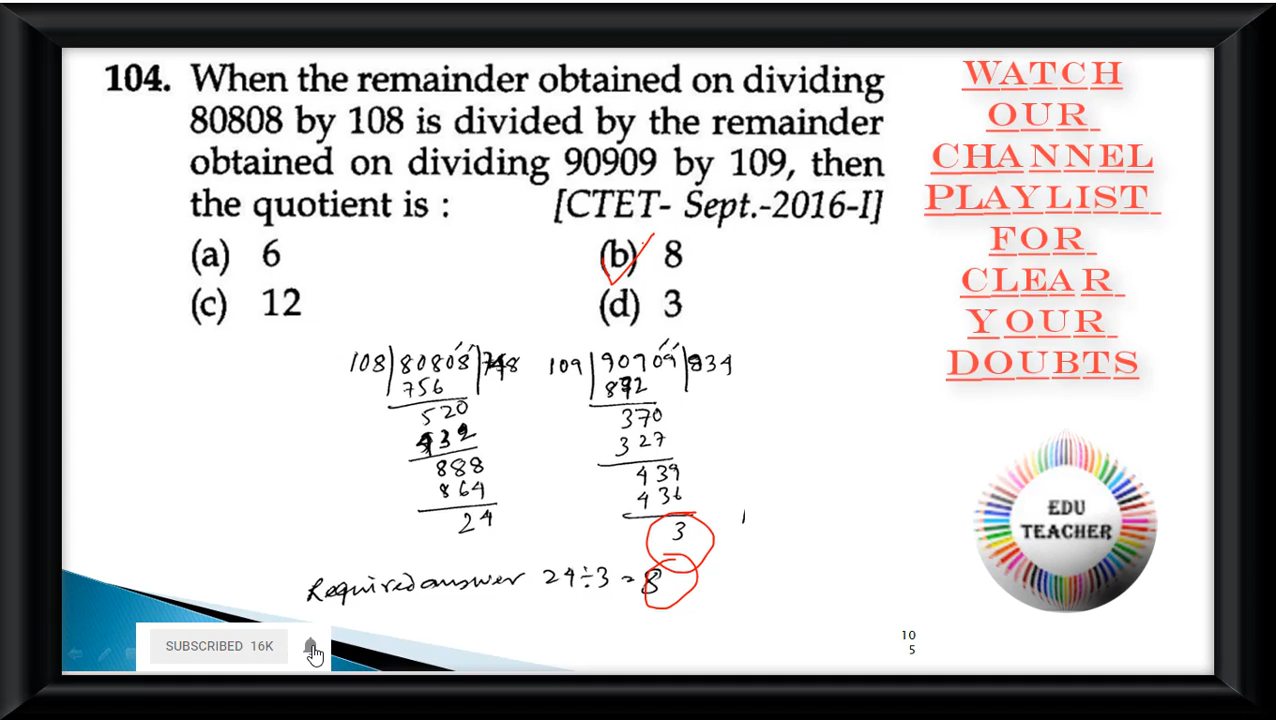 104. When the remainder obtained on dividing
80808 by 108 is divided by the remainder
obtained on dividing 90909 by 109, then
the quotient is : [CTET- Sept.-2016-I]
(a) 6 (b) 8
(c) 12 (d) 3
108 80808 748
756
520
432
888
864
24
109 90909 834
872
370
327
439
436
3
Required answer 24÷3 = 8
WATCH
OUR
CHANNEL
PLAYLIST
FOR
CLEAR
YOUR
DOUBTS
EDU
TEACHER
SUBSCRIBED 16K
10
5